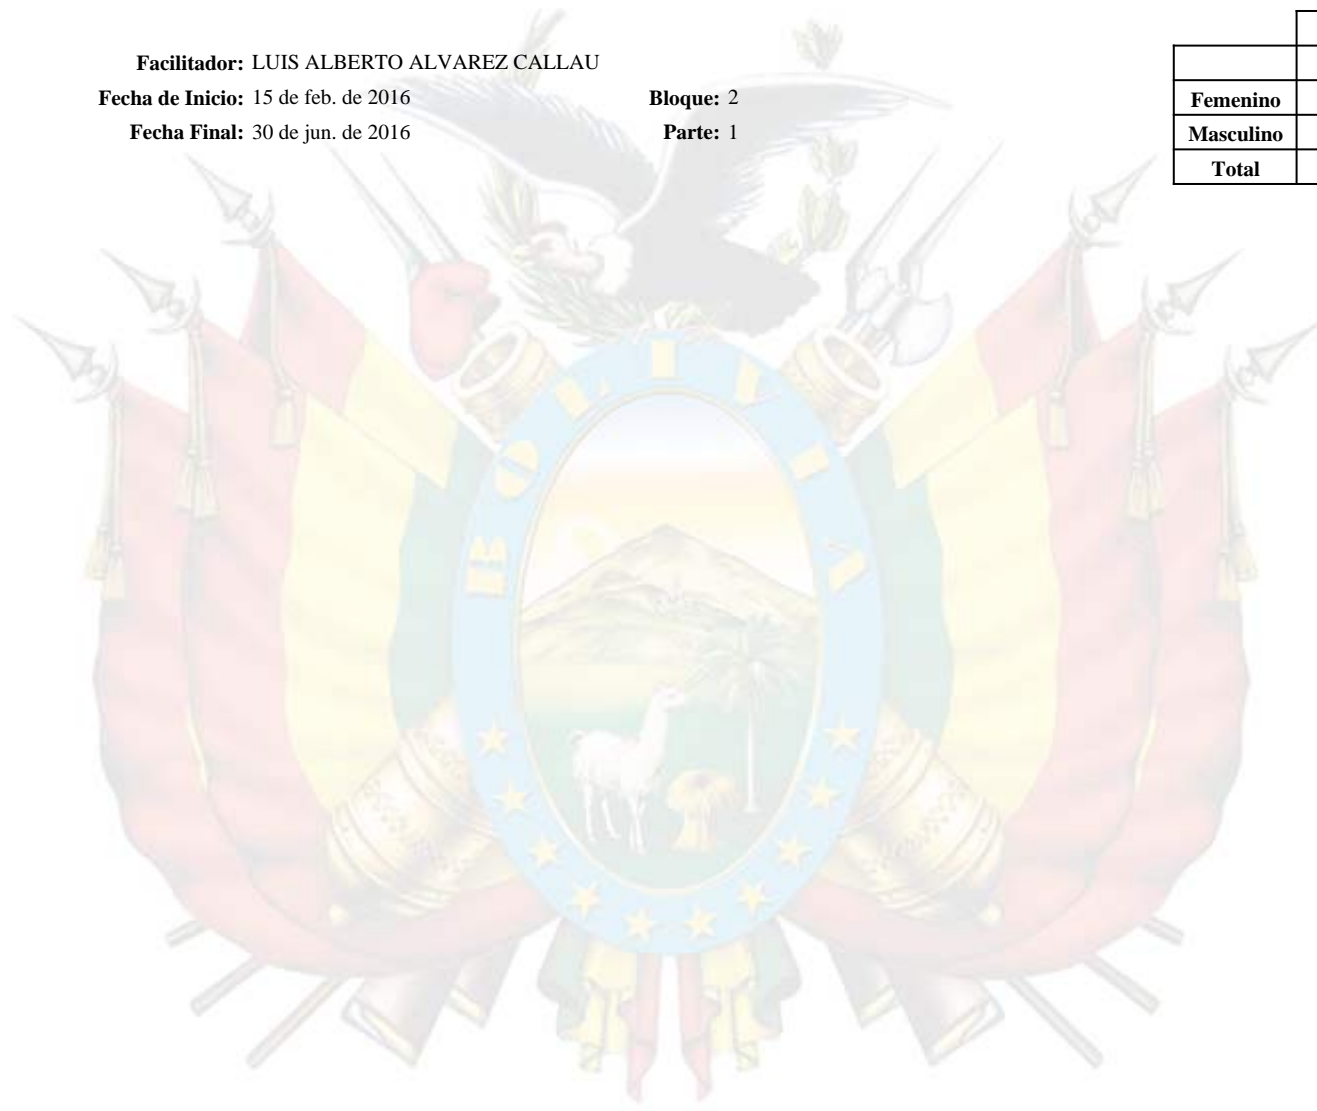 Facilitador: LUIS ALBERTO ALVAREZ CALLAU
Fecha de Inicio: 15 de feb. de 2016 Bloque: 2
Fecha Final: 30 de jun. de 2016 Parte: 1
Femenino
Masculino
Total
BOLIVIA